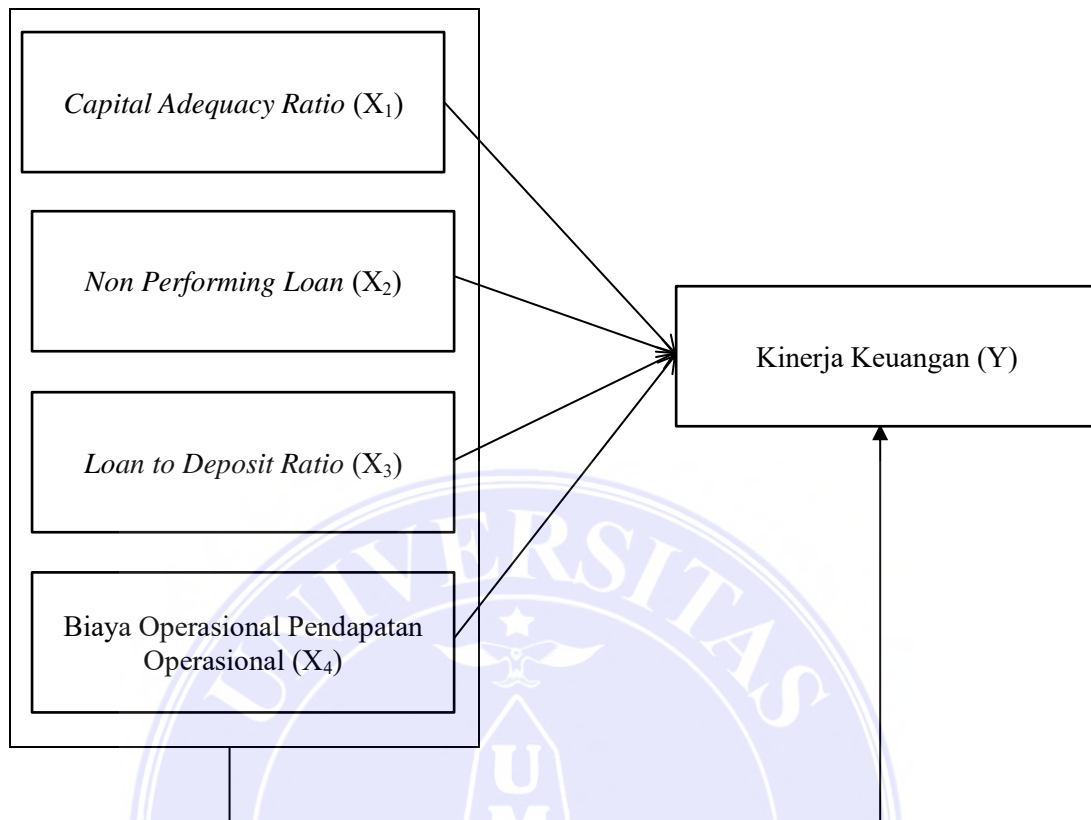 Capital Adequacy Ratio (X₁)
Non Performing Loan (X₂)
Kinerja Keuangan (Y)
Loan to Deposit Ratio (X₃)
Biaya Operasional Pendapatan
Operasional (X₄)
UNIVERSITAS
U
M